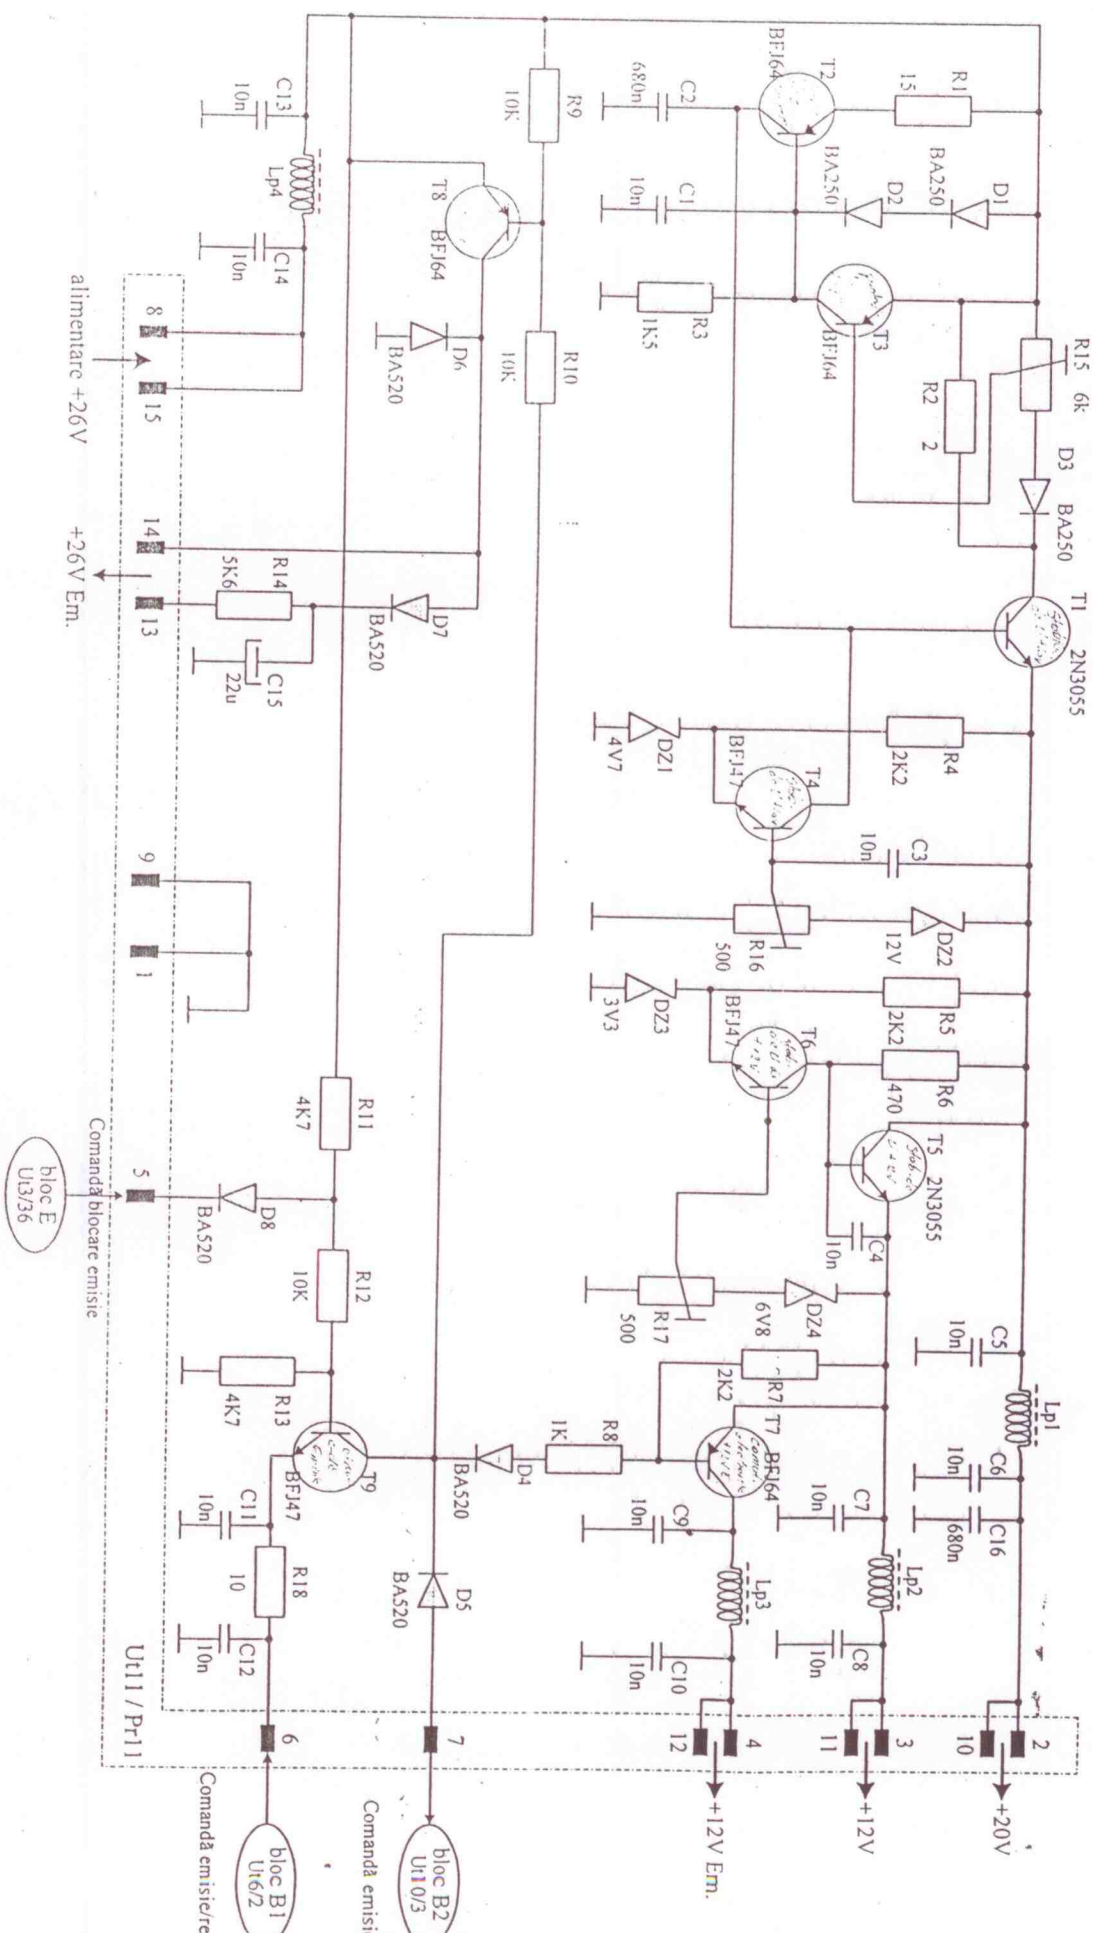 R1
15
T2
BFJ64
C2
680n
D1
BA250
D2
BA250
C1
10n
R3
1K5
T3
BFJ64
R15
6k
R2
2
D3
BA250
T1
2N3055
R4
2K2
DZ1
4V7
T4
BFJ47
C3
10n
DZ2
12V
R16
500
R5
2K2
DZ3
3V3
T6
BFJ47
R6
470
T5
2N3055
C4
10n
DZ4
6V8
R17
500
R7
2K2
C5
10n
Lp1
C6
10n
C16
680n
T7
BFJ64
C7
10n
Lp2
C8
10n
C9
10n
Lp3
C10
10n
R8
1K
D4
BA520
2
10
+20V
3
11
+12V
4
12
+12V Em.
R9
10K
R10
10K
T8
BFJ64
D6
BA520
D7
BA520
R14
5K6
C15
22u
C13
10n
Lp4
C14
10n
8
15
alimentare +26V
14
13
+26V Em.
9
1
R11
4K7
D8
BA520
R12
10K
R13
4K7
T9
BFJ47
C11
10n
R18
10
C12
10n
D5
BA520
5
Comandă blocare emisie
bloc E
Ut3/36
Ut11 / Pr11
7
bloc B2
Ut10/3
Comandă emisie
6
bloc B1
Ut6/2
Comandă emisie/re